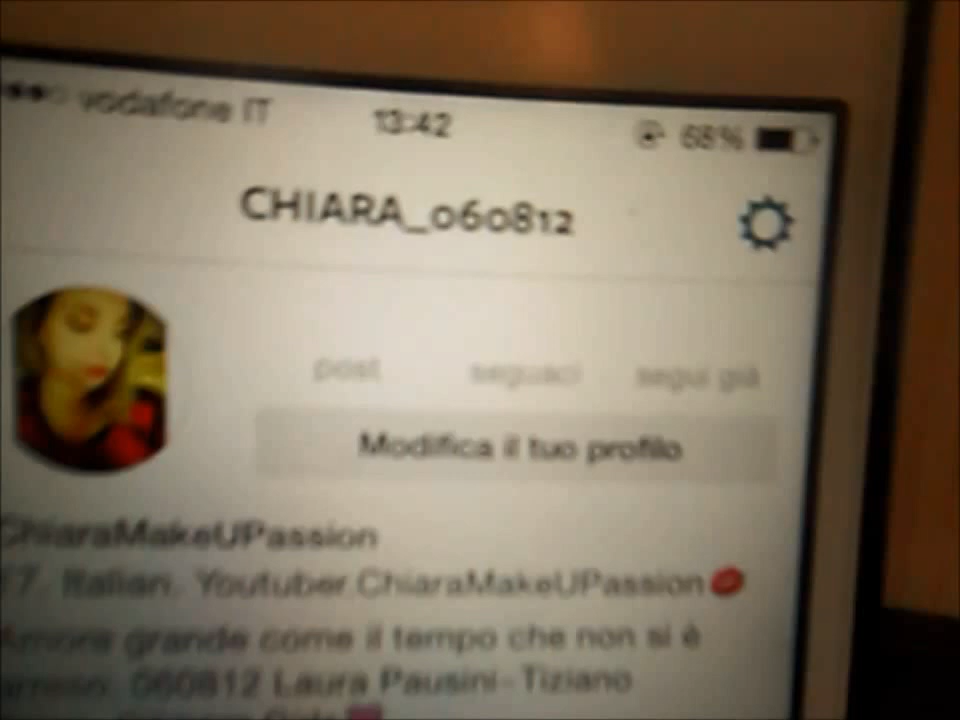 vodafone IT 13:42 68%
CHIARA_060812
post seguaci segui già
Modifica il tuo profilo
ChiaraMakeUPassion
Italian. Youtuber.ChiaraMakeUPassion
Amore grande come il tempo che non si è
arreso. 060812 Laura Pausini-Tiziano